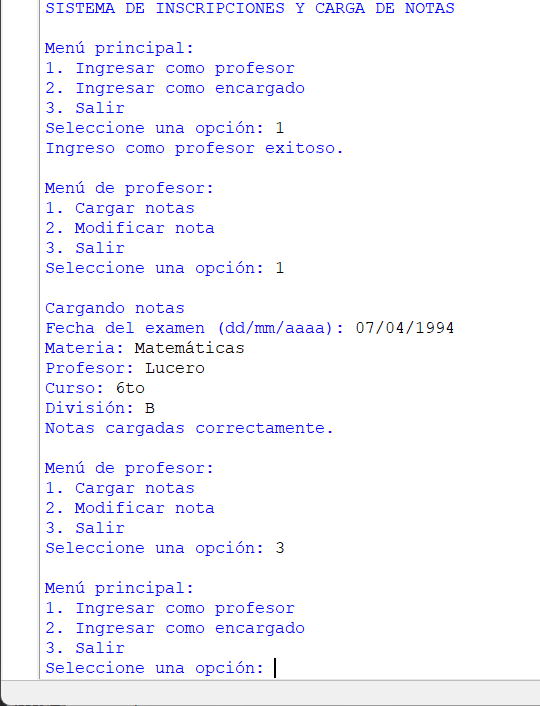 SISTEMA DE INSCRIPCIONES Y CARGA DE NOTAS
Menú principal:
1. Ingresar como profesor
2. Ingresar como encargado
3. Salir
Seleccione una opción: 1
Ingreso como profesor exitoso.
Menú de profesor:
1. Cargar notas
2. Modificar nota
3. Salir
Seleccione una opción: 1
Cargando notas
Fecha del examen (dd/mm/aaaa): 07/04/1994
Materia: Matemáticas
Profesor: Lucero
Curso: 6to
División: B
Notas cargadas correctamente.
Menú de profesor:
1. Cargar notas
2. Modificar nota
3. Salir
Seleccione una opción: 3
Menú principal:
1. Ingresar como profesor
2. Ingresar como encargado
3. Salir
Seleccione una opción: